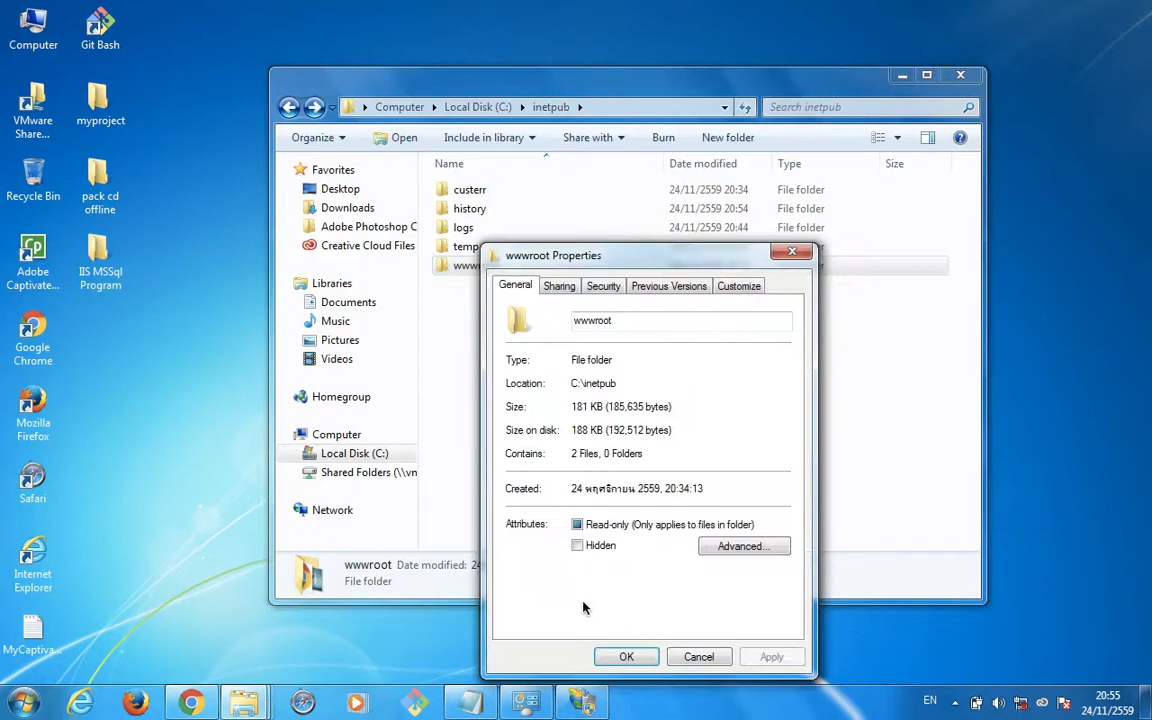 Computer
Git Bash
VMware
Share...
myproject
Recycle Bin
pack cd
offline
Adobe
Captivate...
IIS MSSql
Program
Google
Chrome
Mozilla
Firefox
Safari
Internet
Explorer
MyCaptiva...
Computer
Local Disk (C:)
inetpub
Search inetpub
Organize
Open
Include in library
Share with
Burn
New folder
Favorites
Desktop
Downloads
Adobe Photoshop C
Creative Cloud Files
Libraries
Documents
Music
Pictures
Videos
Homegroup
Computer
Local Disk (C:)
Shared Folders (\\vn
Network
Name
Date modified
Type
Size
custerr
24/11/2559 20:34
File folder
history
24/11/2559 20:54
File folder
logs
24/11/2559 20:44
File folder
temp
wwwr
wwwroot Date modified: 24
File folder
wwwroot Properties
General
Sharing
Security
Previous Versions
Customize
wwwroot
Type: File folder
Location: C:\inetpub
Size: 181 KB (185,635 bytes)
Size on disk: 188 KB (192,512 bytes)
Contains: 2 Files, 0 Folders
Created: 24 พฤศจิกายน 2559, 20:34:13
Attributes: Read-only (Only applies to files in folder)
Hidden
Advanced...
OK
Cancel
Apply
EN
20:55
24/11/2559